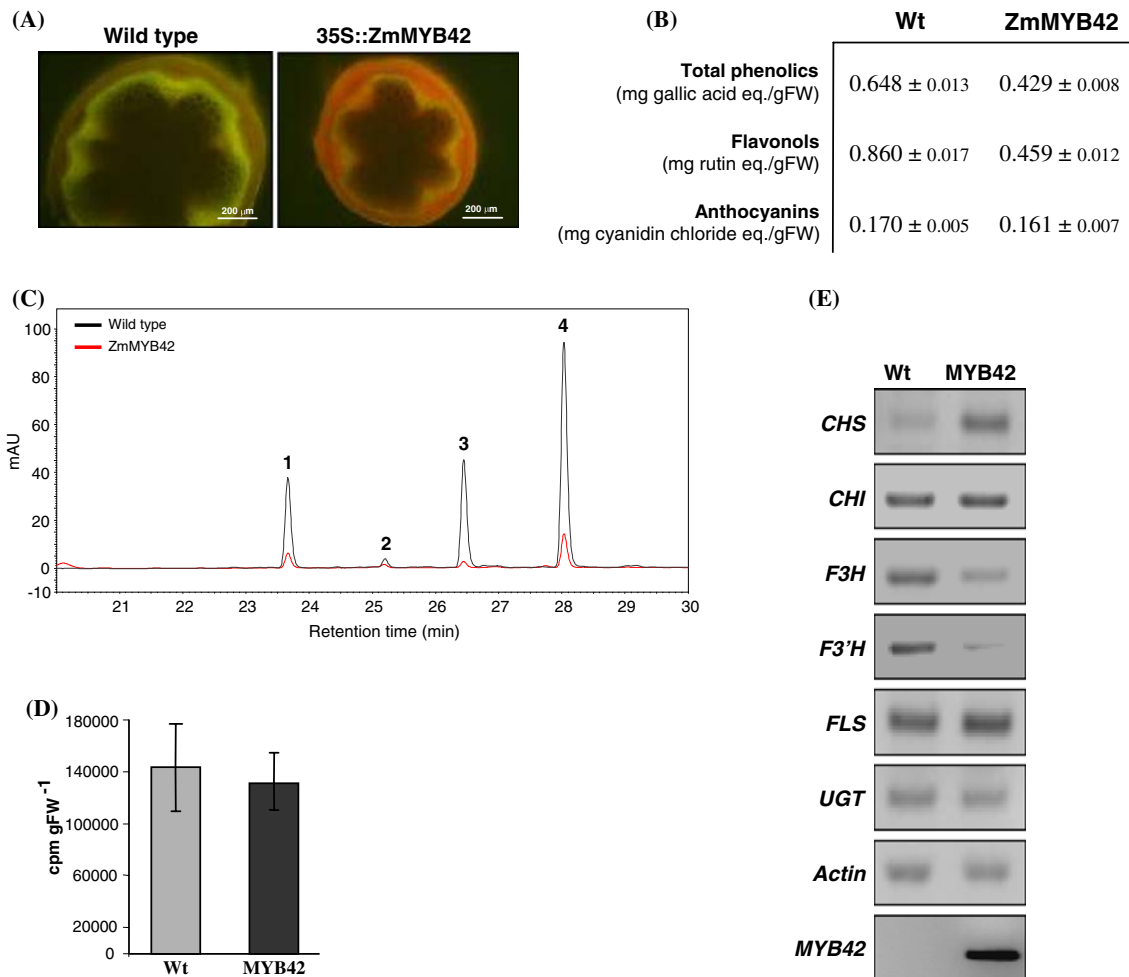 (A)
Wild type
35S::ZmMYB42
200 µm
200 µm
(B)
Wt ZmMYB42
Total phenolics
(mg gallic acid eq./gFW)
0.648 ± 0.013 0.429 ± 0.008
Flavonols
(mg rutin eq./gFW)
0.860 ± 0.017 0.459 ± 0.012
Anthocyanins
(mg cyanidin chloride eq./gFW)
0.170 ± 0.005 0.161 ± 0.007
(C)
Wild type
ZmMYB42
100
80
60
40
20
0
-10
mAU
1
2
3
4
21 22 23 24 25 26 27 28 29 30
Retention time (min)
(D)
180000
140000
100000
60000
20000
0
cpm gFW⁻¹
Wt MYB42
(E)
Wt MYB42
CHS
CHI
F3H
F3'H
FLS
UGT
Actin
MYB42